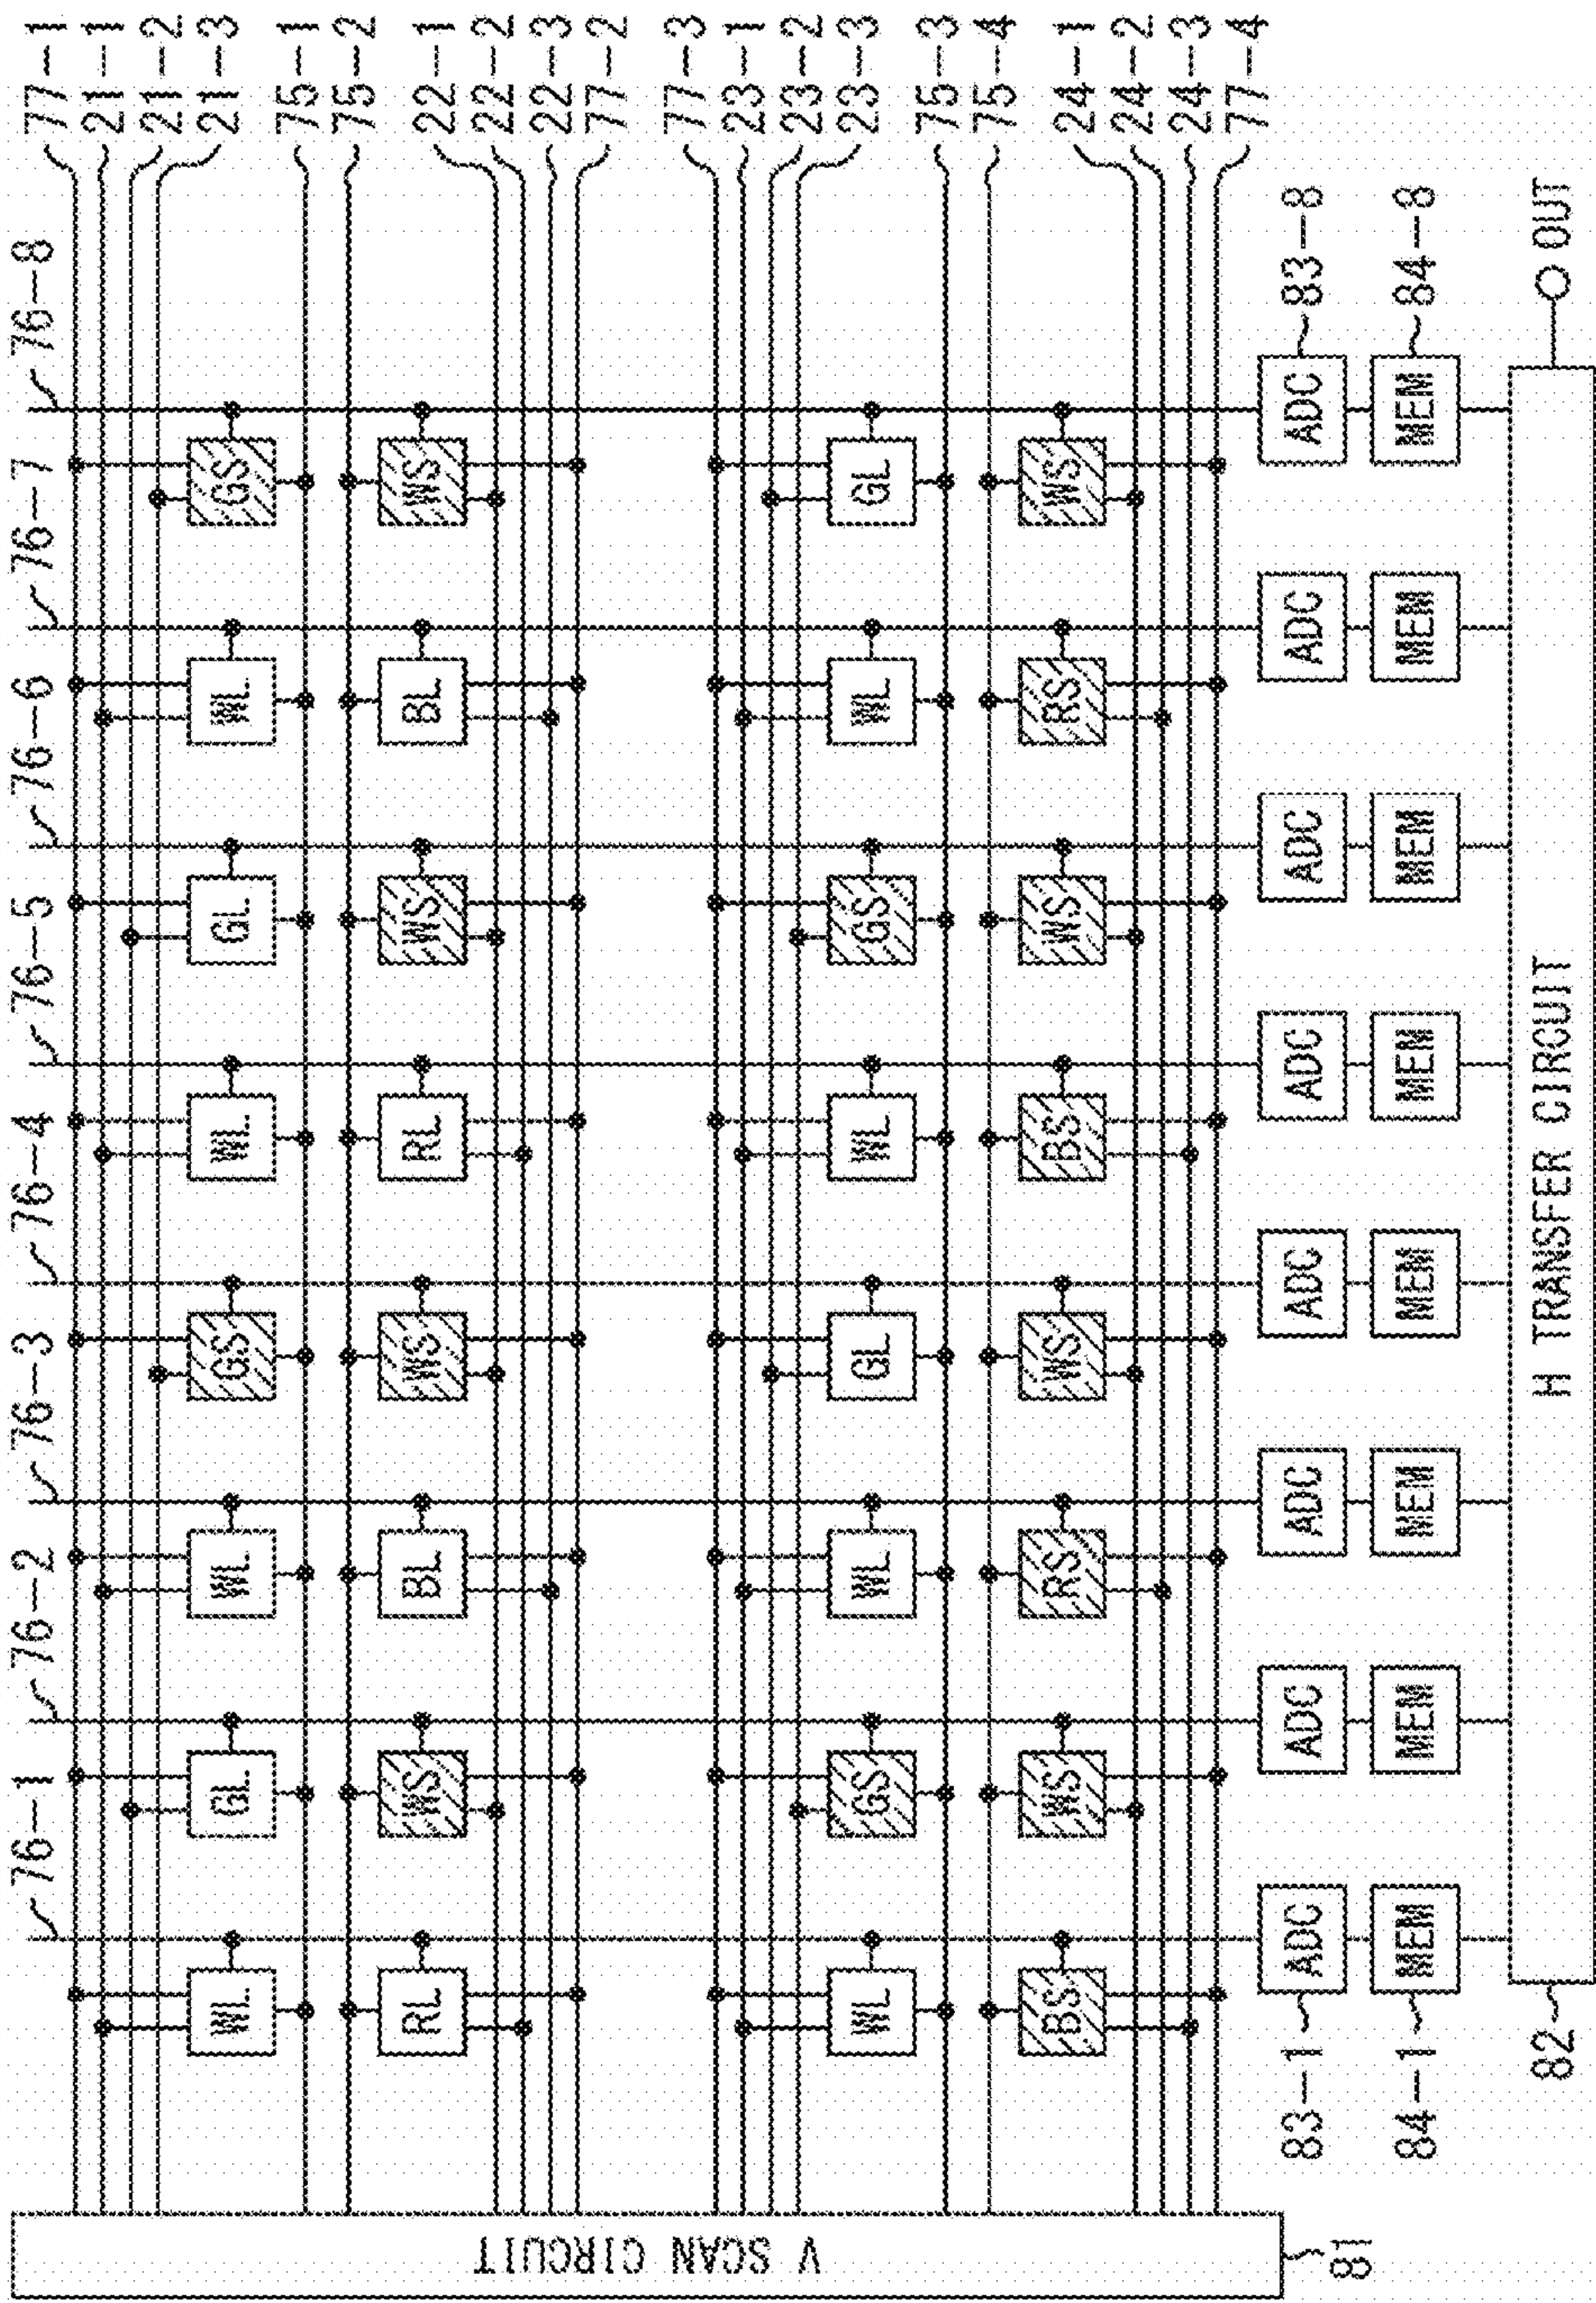 76-1 76-2 76-3 76-4 76-5 76-6 76-7 76-8
77-1
21-1
21-2
21-3
WL GL WL GS WL GL WL GS
75-1
75-2
RL WS BL WS RL WS BL WS
22-1
22-2
22-3
77-2
77-3
23-1
23-2
23-3
WL GS WL GL WL GS WL GL
75-3
75-4
BS WS RS WS BS WS RS WS
24-1
24-2
24-3
77-4
V SCAN CIRCUIT
81
83-1 ADC ADC ADC ADC ADC ADC ADC ADC 83-8
84-1 MEM MEM MEM MEM MEM MEM MEM MEM 84-8
82 H TRANSFER CIRCUIT OUT